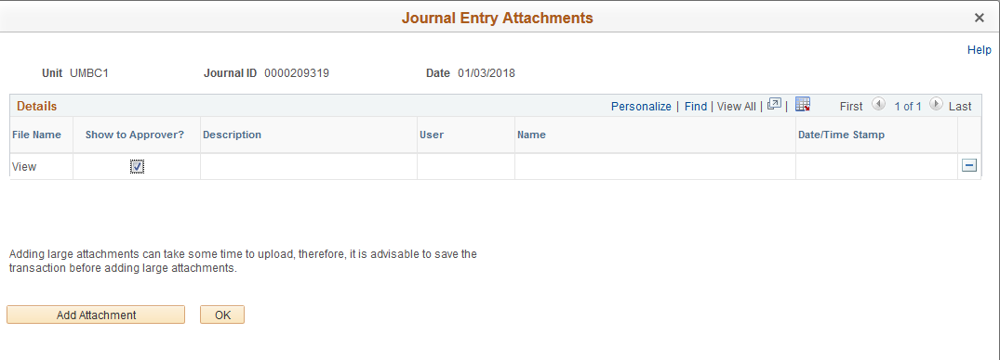 Journal Entry Attachments
Help
Unit UMBC1 Journal ID 0000209319 Date 01/03/2018
Details Personalize | Find | View All | | First 1 of 1 Last
File Name Show to Approver? Description User Name Date/Time Stamp
View
Adding large attachments can take some time to upload, therefore, it is advisable to save the
transaction before adding large attachments.
Add Attachment OK